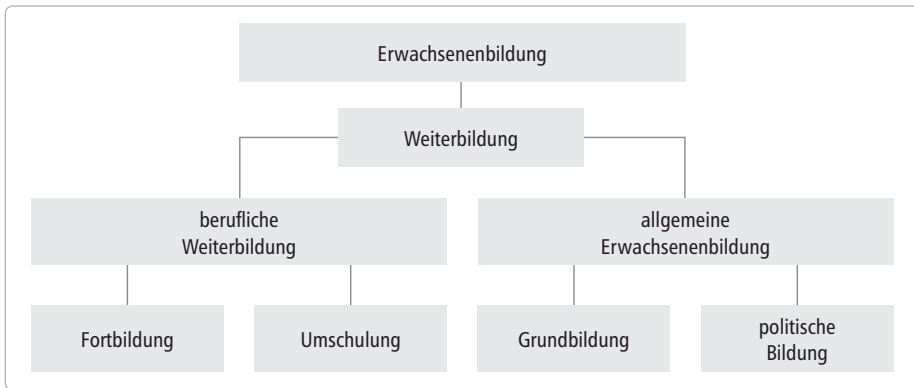 Erwachsenenbildung
Weiterbildung
berufliche
Weiterbildung
allgemeine
Erwachsenenbildung
Fortbildung
Umschulung
Grundbildung
politische
Bildung